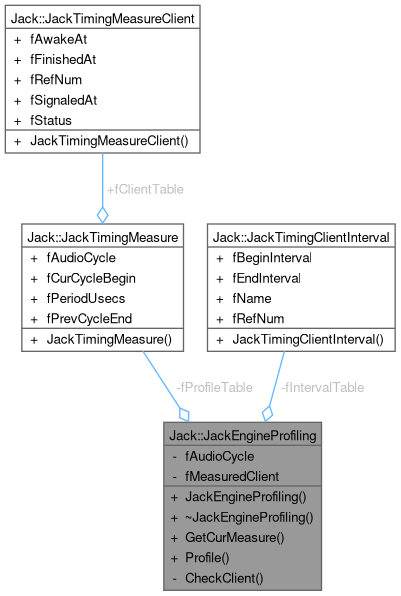 Jack::JackTimingMeasureClient
+ fAwakeAt
+ fFinishedAt
+ fRefNum
+ fSignaledAt
+ fStatus
+ JackTimingMeasureClient()
+fClientTable
Jack::JackTimingMeasure
+ fAudioCycle
+ fCurCycleBegin
+ fPeriodUsecs
+ fPrevCycleEnd
+ JackTimingMeasure()
Jack::JackTimingClientInterval
+ fBeginInterval
+ fEndInterval
+ fName
+ fRefNum
+ JackTimingClientInterval()
-fProfileTable
-fIntervalTable
Jack::JackEngineProfiling
- fAudioCycle
- fMeasuredClient
+ JackEngineProfiling()
+ ~JackEngineProfiling()
+ GetCurMeasure()
+ Profile()
- CheckClient()